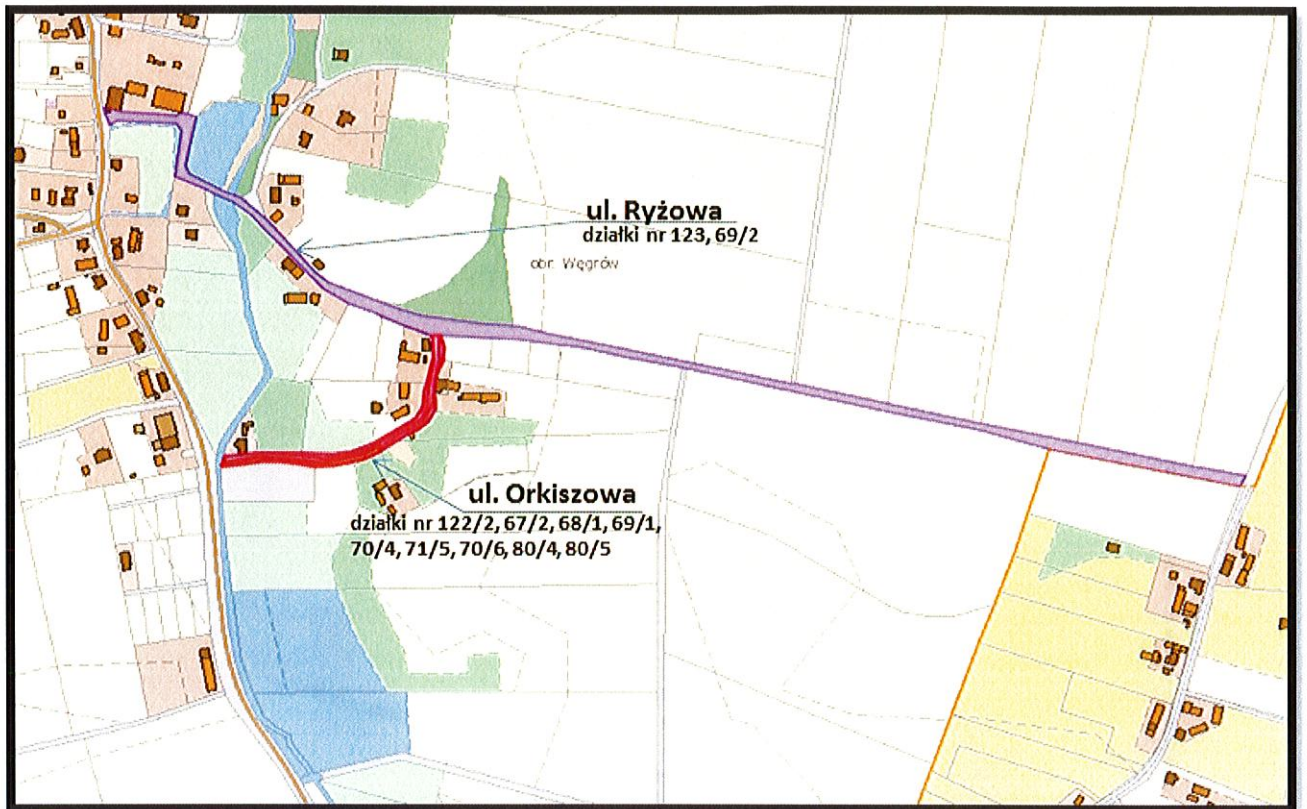 ul. Ryżowa
działki nr 123, 69/2
obr. Węgrów
ul. Orkiszowa
działki nr 122/2, 67/2, 68/1, 69/1,
70/4, 71/5, 70/6, 80/4, 80/5